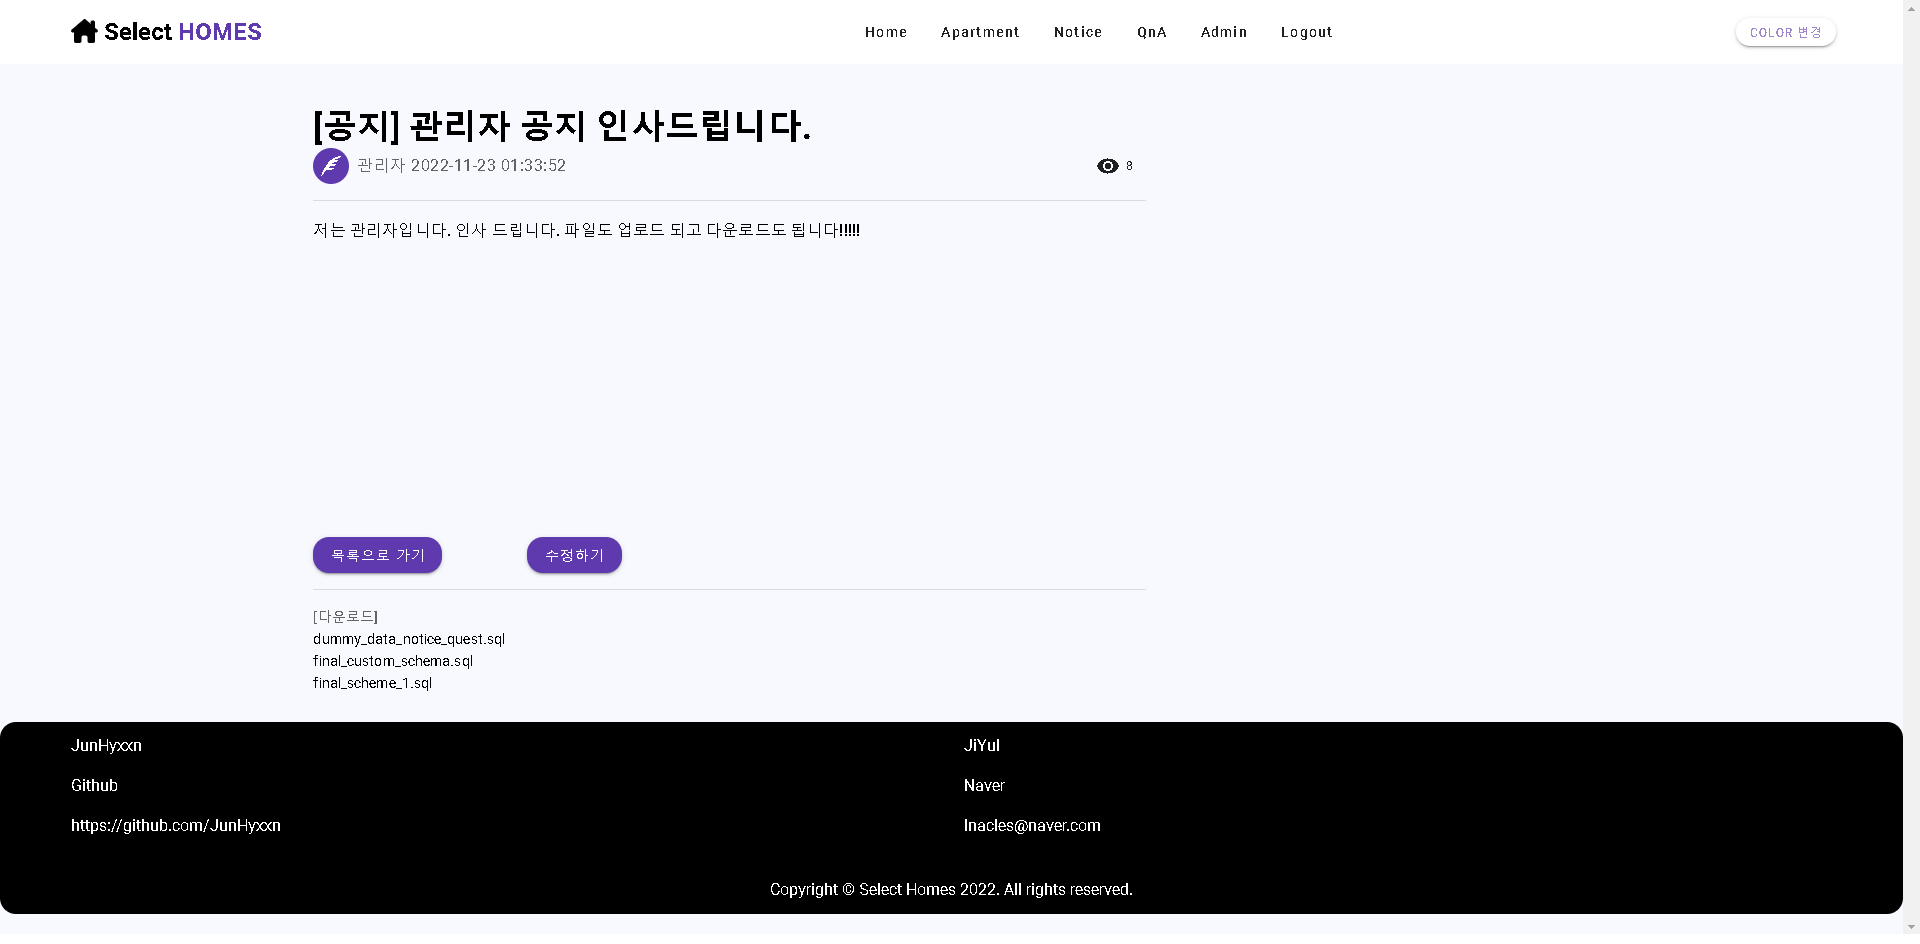 Select HOMES
Home Apartment Notice QnA Admin Logout
COLOR 변경
[공지] 관리자 공지 인사드립니다.
관리자 2022-11-23 01:33:52
8
저는 관리자입니다. 인사 드립니다. 파일도 업로드 되고 다운로드도 됩니다!!!!!
목록으로 가기 수정하기
[다운로드]
dummy_data_notice_quest.sql
final_custom_schema.sql
final_scheme_1.sql
JunHyxxn
Github
https://github.com/JunHyxxn
JiYul
Naver
lnacles@naver.com
Copyright © Select Homes 2022. All rights reserved.